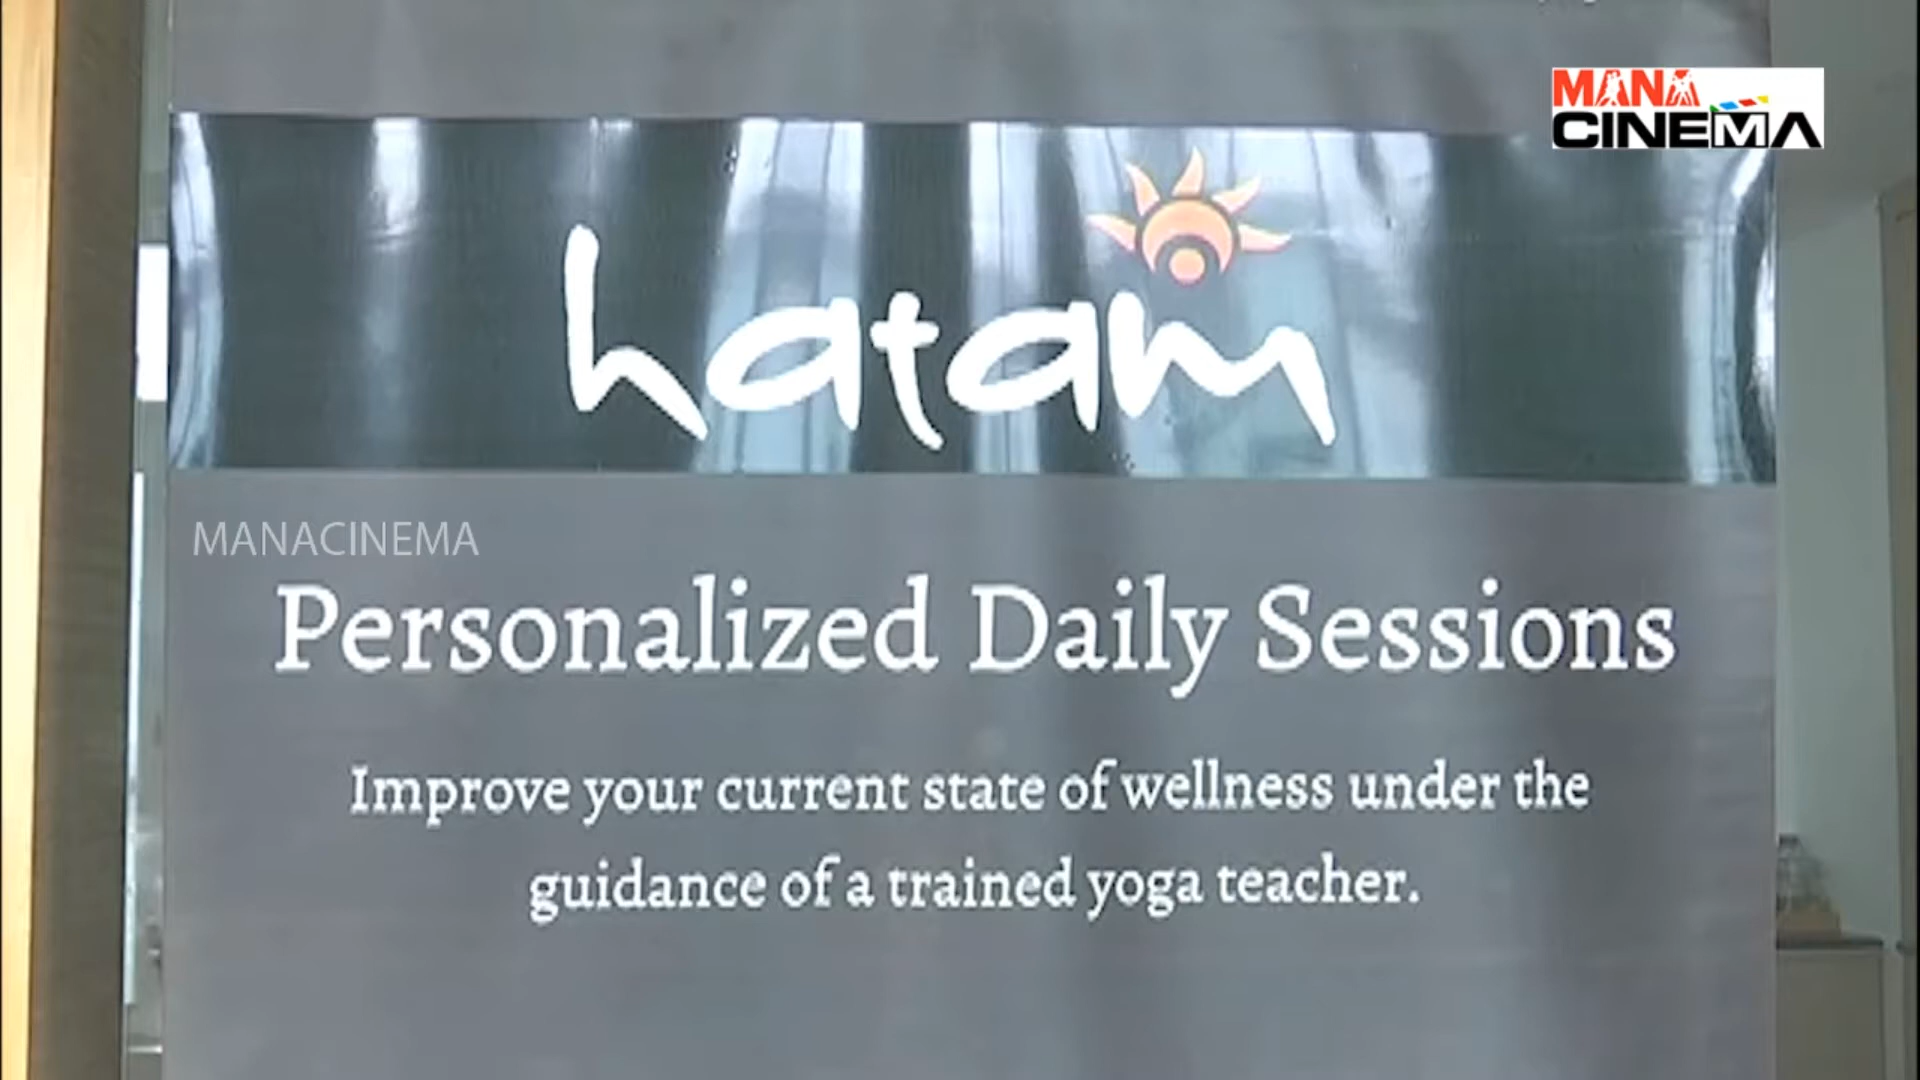 MANA
CINEMA
hatam
MANACINEMA
Personalized Daily Sessions
Improve your current state of wellness under the
guidance of a trained yoga teacher.